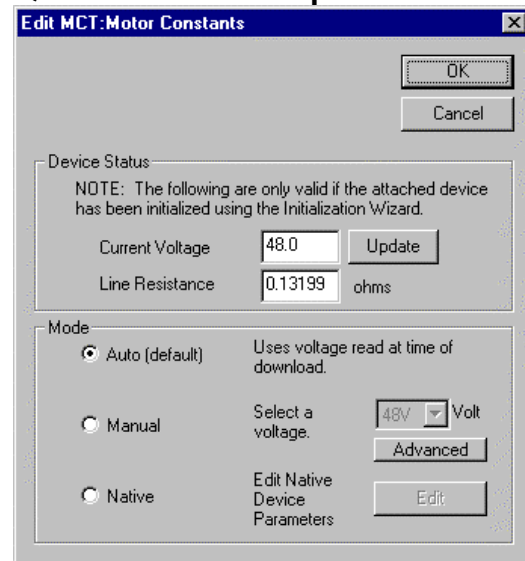 Edit MCT:Motor Constants
OK
Cancel
Device Status
NOTE: The following are only valid if the attached device
has been initialized using the Initialization Wizard.
Current Voltage 48.0 Update
Line Resistance 0.13199 ohms
Mode
Auto (default) Uses voltage read at time of
download.
Manual Select a
voltage. 48V Volt
Advanced
Native Edit Native
Device
Parameters Edit